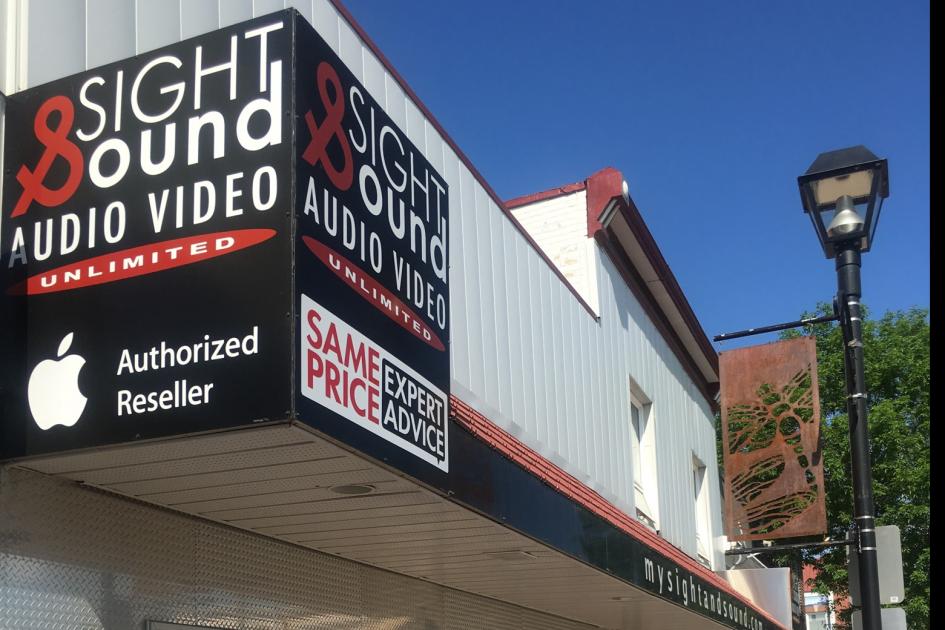 SIGHT
& Sound
AUDIO VIDEO
UNLIMITED
Authorized
Reseller
SIGHT
& Sound
AUDIO VIDEO
UNLIMITED
SAME
PRICE
EXPERT
ADVICE
mysightandsound.com